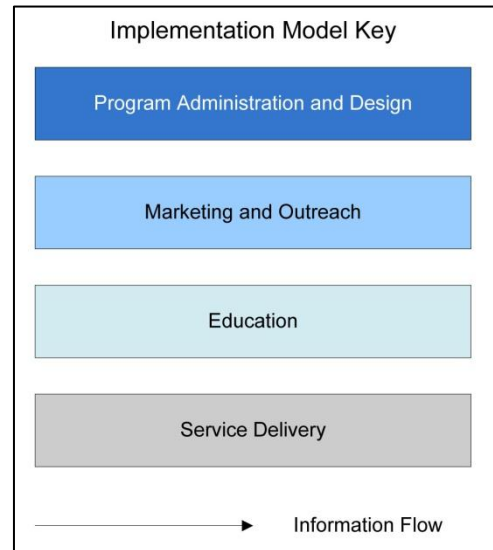 Implementation Model Key
Program Administration and Design
Marketing and Outreach
Education
Service Delivery
Information Flow